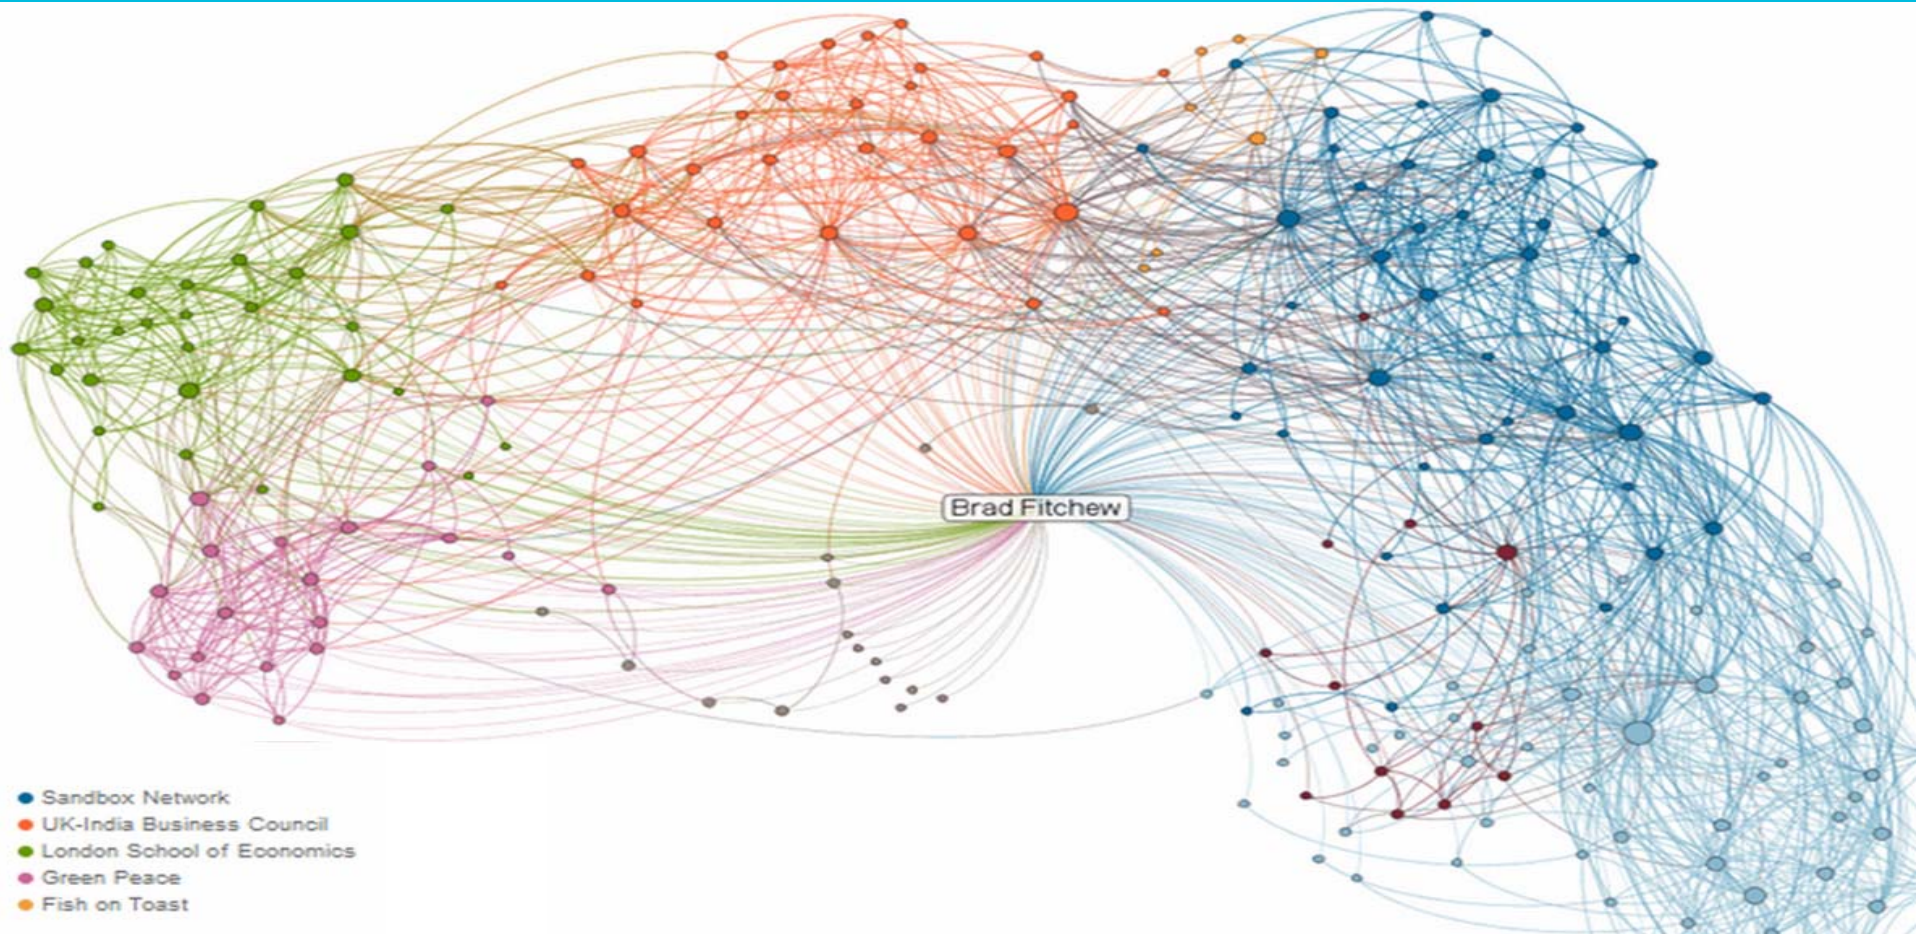 Brad Fitchew
Sandbox Network
UK-India Business Council
London School of Economics
Green Peace
Fish on Toast